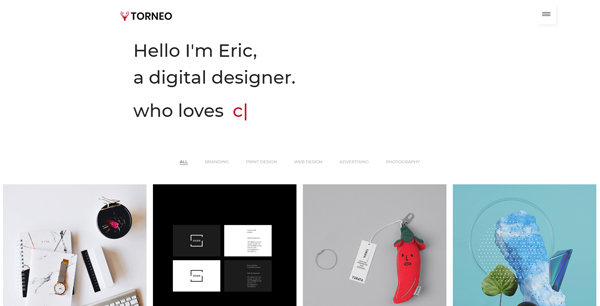 TORNEO
Hello I'm Eric,
a digital designer.
who loves c|
ALL BRANDING PRINT DESIGN WEB DESIGN ADVERTISING PHOTOGRAPHY